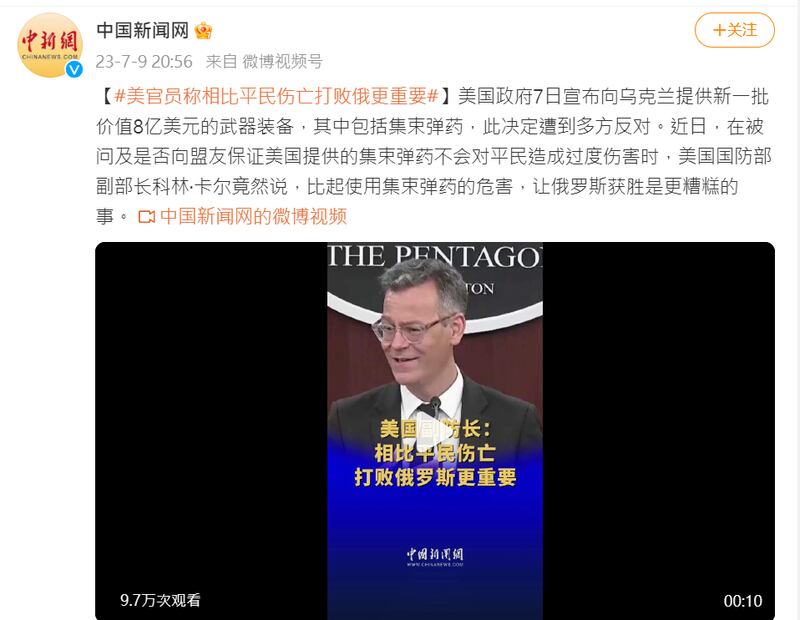 中新網
CHINANEWS.COM
中国新闻网
+关注
23-7-9 20:56 来自 微博视频号
【#美官员称相比平民伤亡打败俄更重要#】美国政府7日宣布向乌克兰提供新一批
价值8亿美元的武器装备，其中包括集束弹药，此决定遭到多方反对。近日，在被
问及是否向盟友保证美国提供的集束弹药不会对平民造成过度伤害时，美国国防部
副部长科林·卡尔竟然说，比起使用集束弹药的危害，让俄罗斯获胜是更糟糕的
事。 中国新闻网的微博视频
THE PENTAGO
TON
美国副防长：
相比平民伤亡
打败俄罗斯更重要
中國新聞網
WWW.CHINANEWS.COM
9.7万次观看
00:10